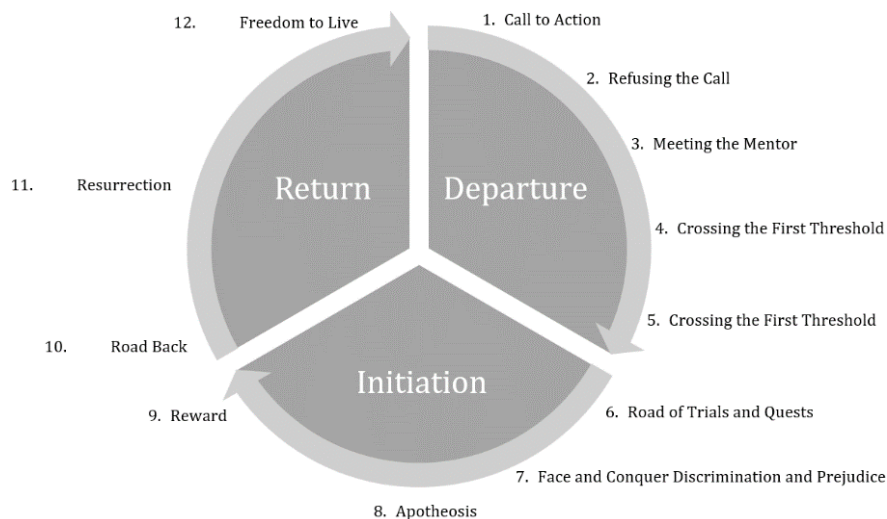 12. Freedom to Live
1. Call to Action
2. Refusing the Call
3. Meeting the Mentor
11. Resurrection
Return
Departure
4. Crossing the First Threshold
5. Crossing the First Threshold
10. Road Back
Initiation
9. Reward
6. Road of Trials and Quests
7. Face and Conquer Discrimination and Prejudice
8. Apotheosis